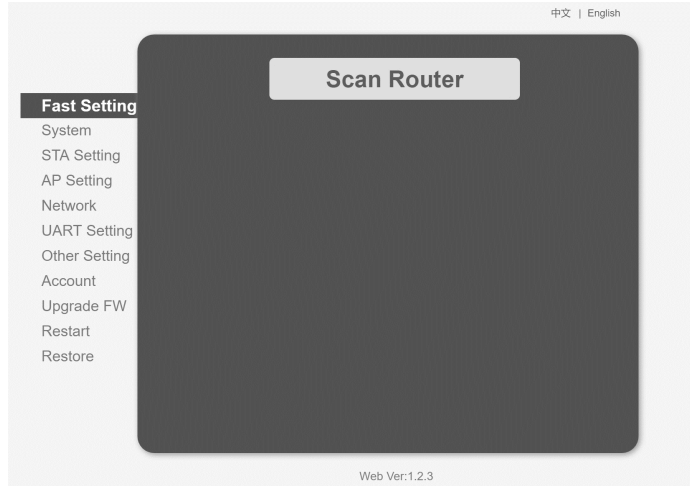 中文 | English
Scan Router
Fast Setting
System
STA Setting
AP Setting
Network
UART Setting
Other Setting
Account
Upgrade FW
Restart
Restore
Web Ver:1.2.3